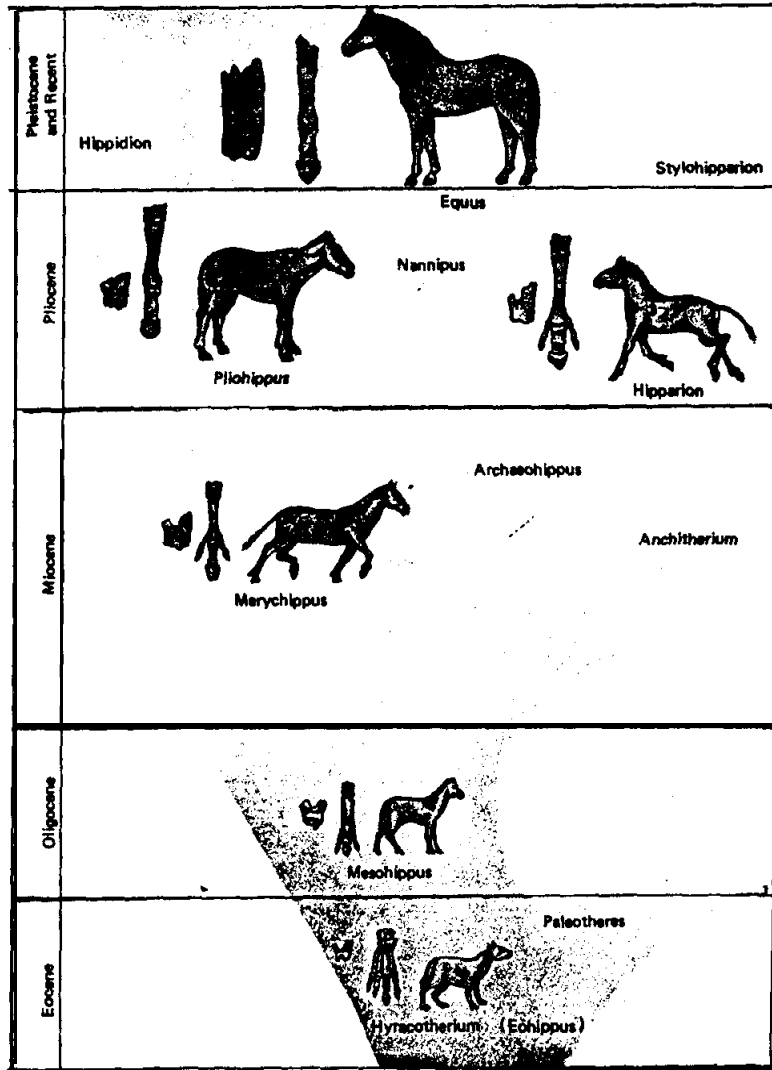 Pleistocene
and Recent
Hippidion
Stylohipparion
Equus
Pliocene
Nannipus
Pliohippus
Hipparion
Miocene
Archaeohippus
Anchitherium
Merychippus
Oligocene
Mesohippus
Eocene
Paleotheres
Hyracotherium (Eohippus)